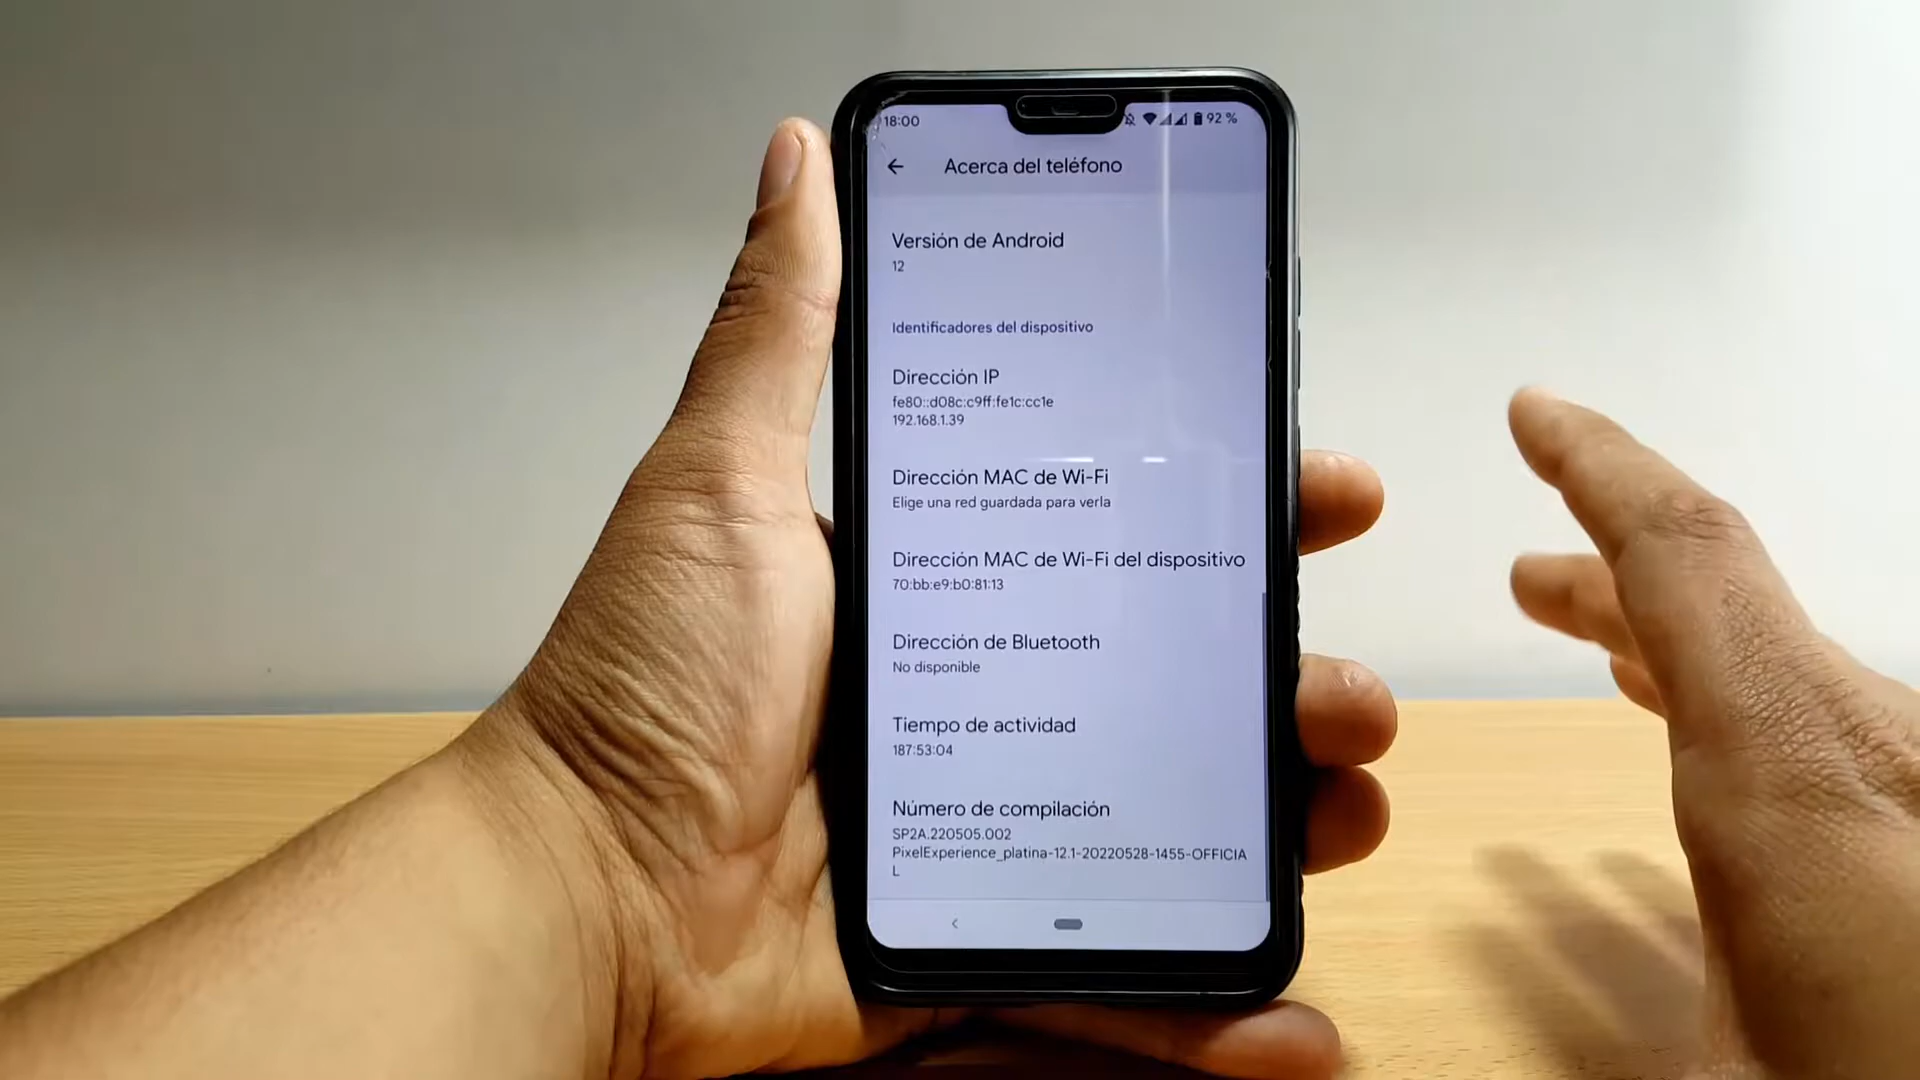 18:00
92 %
Acerca del teléfono
Versión de Android
12
Identificadores del dispositivo
Dirección IP
fe80::d08c:c9ff:fe1c:cc1e
192.168.1.39
Dirección MAC de Wi-Fi
Elige una red guardada para verla
Dirección MAC de Wi-Fi del dispositivo
70:bb:e9:b0:81:13
Dirección de Bluetooth
No disponible
Tiempo de actividad
187:53:04
Número de compilación
SP2A.220505.002
PixelExperience_platina-12.1-20220528-1455-OFFICIA
L